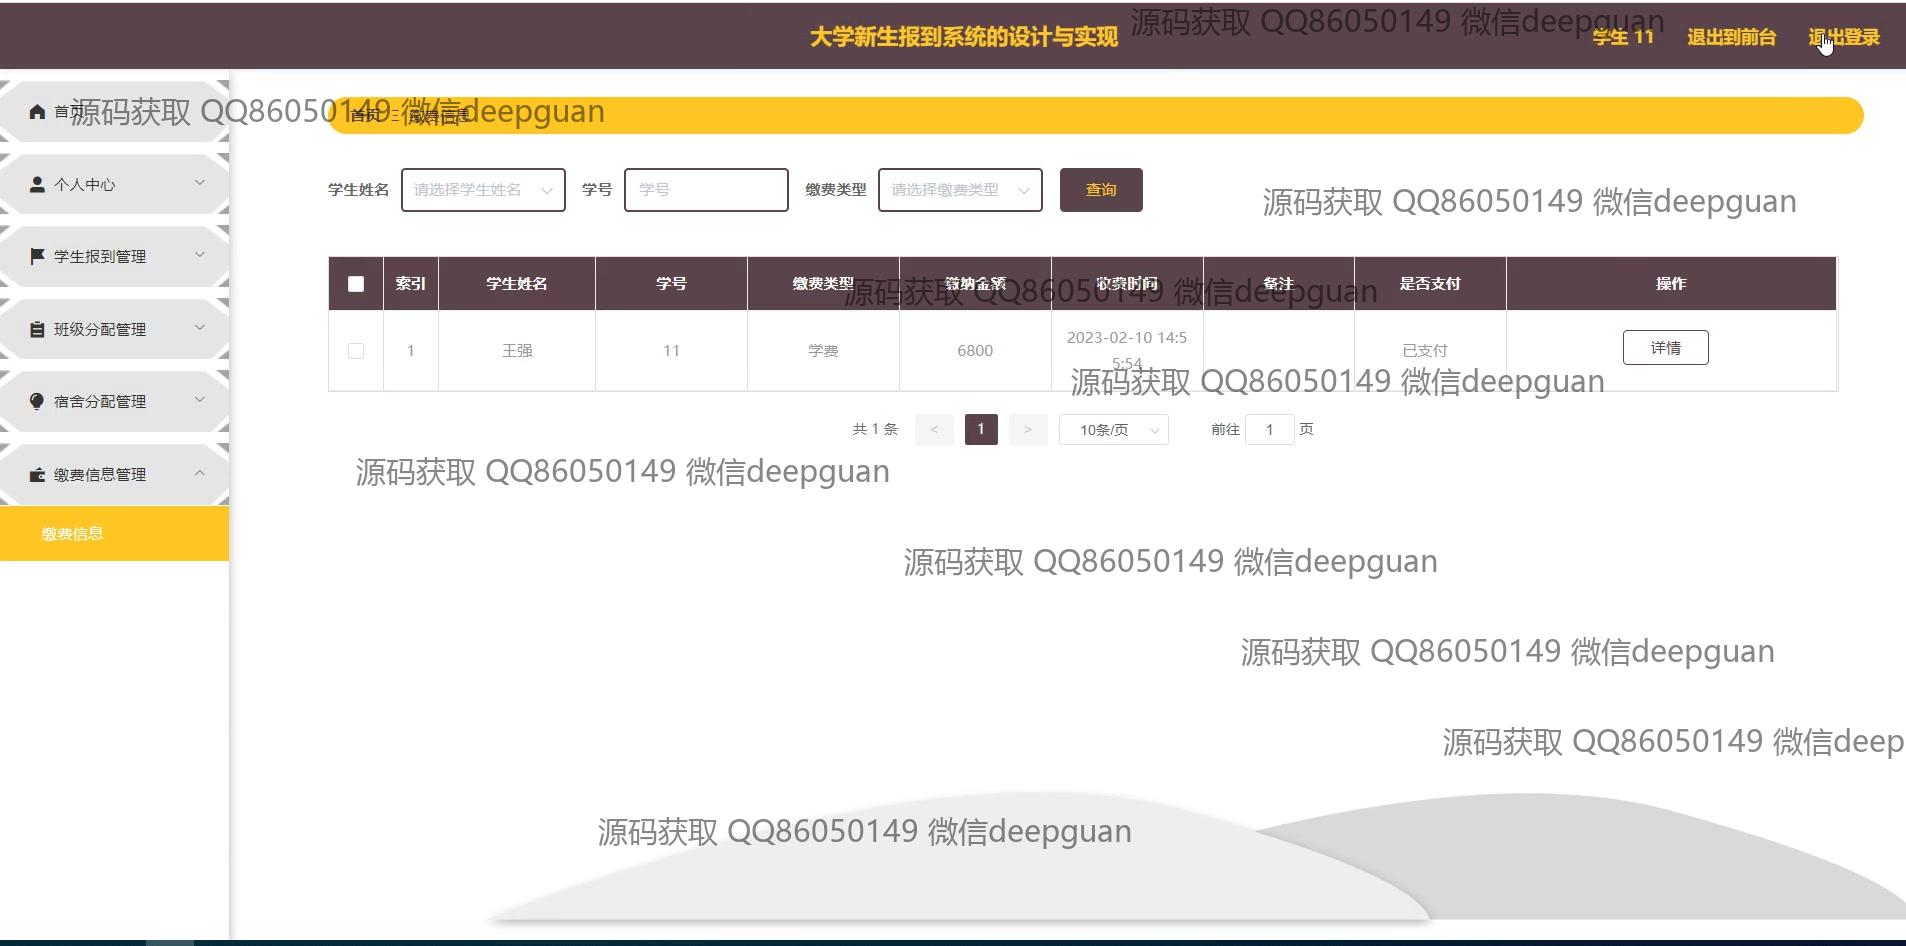 大学新生报到系统的设计与实现
源码获取 QQ86050149 微信deepguan
学生 11
退出到前台
退出登录
首页
源码获取 QQ86050149 微信deepguan
首页 缴费信息
个人中心
学生报到管理
班级分配管理
宿舍分配管理
缴费信息管理
缴费信息
学生姓名 请选择学生姓名 学号 学号 缴费类型 请选择缴费类型 查询
源码获取 QQ86050149 微信deepguan
索引 学生姓名 学号 缴费类型 缴纳金额 收费时间 备注 是否支付 操作
源码获取 QQ86050149 微信deepguan
1 王强 11 学费 6800 2023-02-10 14:5
5:54 已支付 详情
源码获取 QQ86050149 微信deepguan
共 1 条 < 1 > 10条/页 前往 1 页
源码获取 QQ86050149 微信deepguan
源码获取 QQ86050149 微信deepguan
源码获取 QQ86050149 微信deepguan
源码获取 QQ86050149 微信deep
源码获取 QQ86050149 微信deepguan